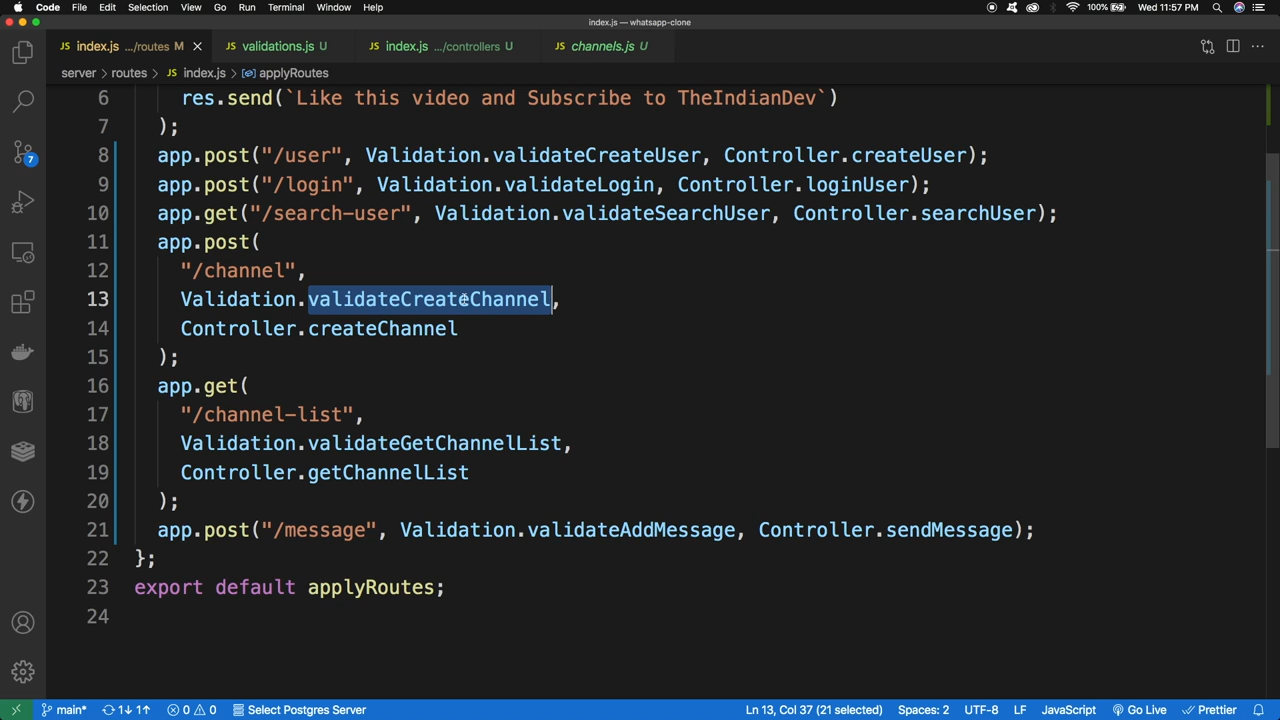 Code File Edit Selection View Go Run Terminal Window Help 100% Wed 11:57 PM
index.js — whatsapp-clone
JS index.js .../routes M JS validations.js U JS index.js .../controllers U JS channels.js U
server > routes > JS index.js > applyRoutes
6 res.send(`Like this video and Subscribe to TheIndianDev`)
7 );
8 app.post("/user", Validation.validateCreateUser, Controller.createUser);
9 app.post("/login", Validation.validateLogin, Controller.loginUser);
10 app.get("/search-user", Validation.validateSearchUser, Controller.searchUser);
11 app.post(
12 "/channel",
13 Validation.validateCreateChannel,
14 Controller.createChannel
15 );
16 app.get(
17 "/channel-list",
18 Validation.validateGetChannelList,
19 Controller.getChannelList
20 );
21 app.post("/message", Validation.validateAddMessage, Controller.sendMessage);
22 };
23 export default applyRoutes;
24
7
main* 1↓ 1↑ 0 0 Select Postgres Server Ln 13, Col 37 (21 selected) Spaces: 2 UTF-8 LF JavaScript Go Live Prettier